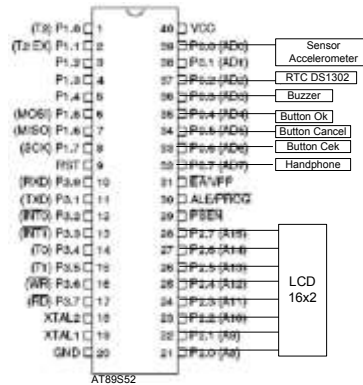 (T2) P1.0 1 40 VCC
(T2 EX) P1.1 2 39 P0.0 (AD0) Sensor Accelerometer
P1.2 3 38 P0.1 (AD1)
P1.3 4 37 P0.2 (AD2) RTC DS1302
P1.4 5 36 P0.3 (AD3) Buzzer
(MOSI) P1.5 6 35 P0.4 (AD4) Button Ok
(MISO) P1.6 7 34 P0.5 (AD5) Button Cancel
(SCK) P1.7 8 33 P0.6 (AD6) Button Cek
RST 9 32 P0.7 (AD7) Handphone
(RXD) P3.0 10 31 EA/VPP
(TXD) P3.1 11 30 ALE/PROG
(INT0) P3.2 12 29 PSEN
(INT1) P3.3 13 28 P2.7 (A15)
(T0) P3.4 14 27 P2.6 (A14)
(T1) P3.5 15 26 P2.5 (A13)
(WR) P3.6 16 25 P2.4 (A12)
(RD) P3.7 17 24 P2.3 (A11)
XTAL2 18 23 P2.2 (A10)
XTAL1 19 22 P2.1 (A9)
GND 20 21 P2.0 (A8)
LCD
16x2
AT89S52